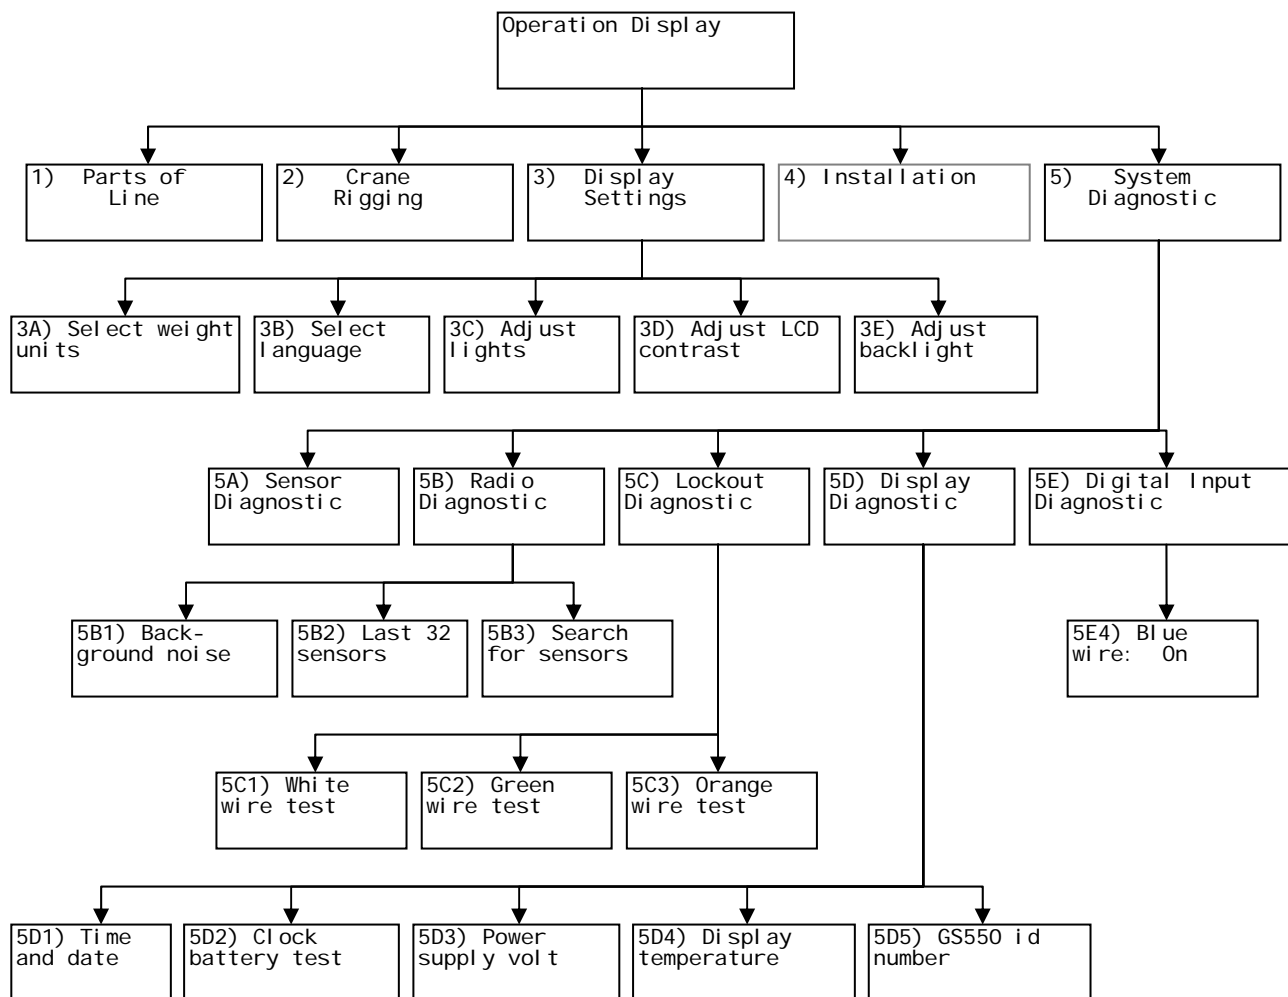 Operation Display
1) Parts of
Line
2) Crane
Rigging
3) Display
Settings
4) Installation
5) System
Diagnostic
3A) Select weight
units
3B) Select
language
3C) Adjust
lights
3D) Adjust LCD
contrast
3E) Adjust
backlight
5A) Sensor
Diagnostic
5B) Radio
Diagnostic
5C) Lockout
Diagnostic
5D) Display
Diagnostic
5E) Digital Input
Diagnostic
5B1) Back-
ground noise
5B2) Last 32
sensors
5B3) Search
for sensors
5E4) Blue
wire: On
5C1) White
wire test
5C2) Green
wire test
5C3) Orange
wire test
5D1) Time
and date
5D2) Clock
battery test
5D3) Power
supply volt
5D4) Display
temperature
5D5) GS550 id
number